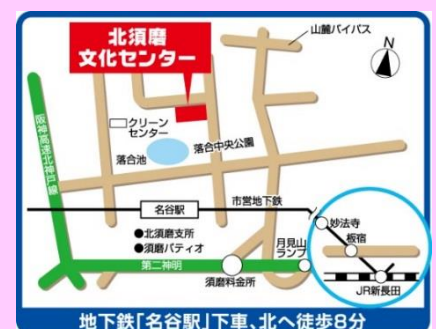 北須磨
文化センター
山麓バイパス
N
クリーン
センター
落合池
落合中央公園
阪神高速北神戸線
名谷駅
市営地下鉄
妙法寺
●北須磨支所
●須磨パティオ
月見山
ランプ
板宿
第二神明
須磨料金所
JR新長田
地下鉄「名谷駅」下車、北へ徒歩8分